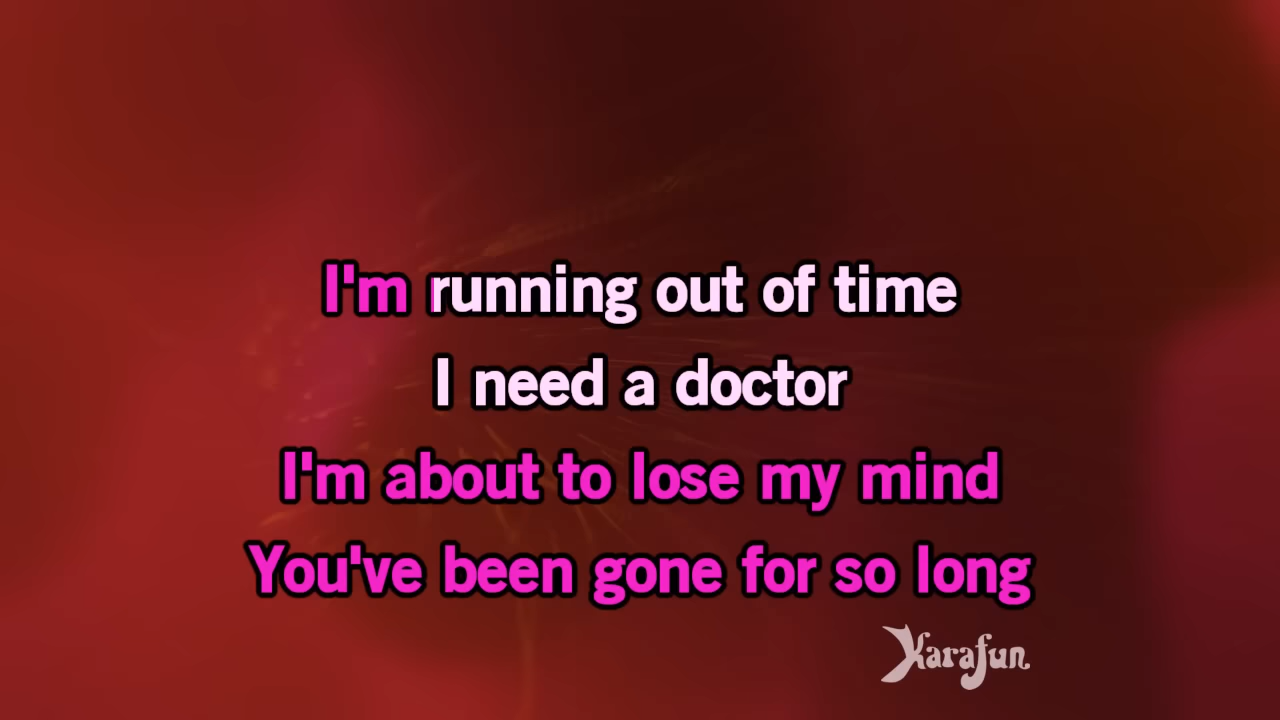 I'm running out of time
I need a doctor
I'm about to lose my mind
You've been gone for so long
Karafun